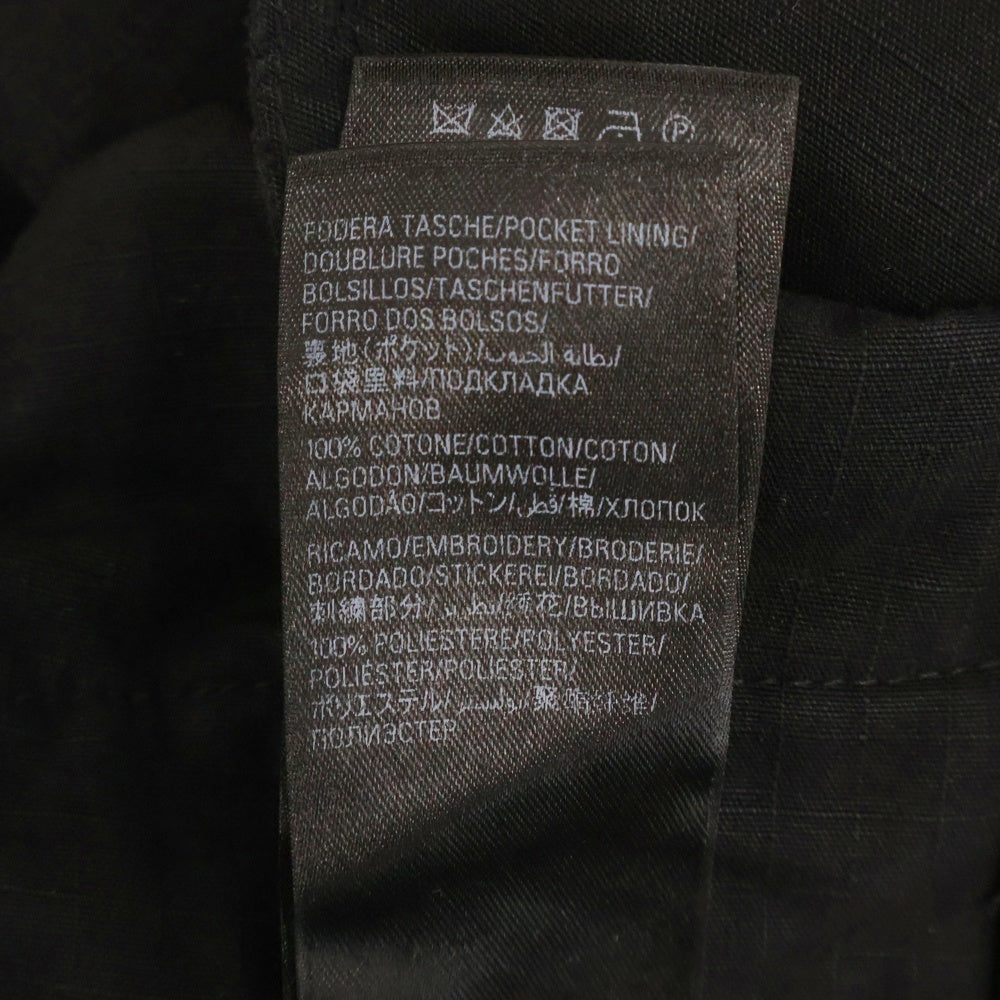 P
FODERA TASCHE/POCKET LINING/
DOUBLURE POCHES/FORRO
BOLSILLOS/TASCHENFUTTER/
FORRO DOS BOLSOS/
裏地(ポケット)/بطانة الجيوب/
口袋里料/ПОДКЛАДКА
КАРМАНОВ
100% COTONE/COTTON/COTON/
ALGODON/BAUMWOLLE/
ALGODÃO/コットン/قطن/棉/ХЛОПОК
RICAMO/EMBROIDERY/BRODERIE/
BORDADO/STICKEREI/BORDADO/
刺繍部分/تطريز/绣花/ВЫШИВКА
100% POLIESTERE/POLYESTER/
POLIESTER/POLIESTER/
ポリエステル/بوليستر/聚酯纤维/
ПОЛИЭСТЕР